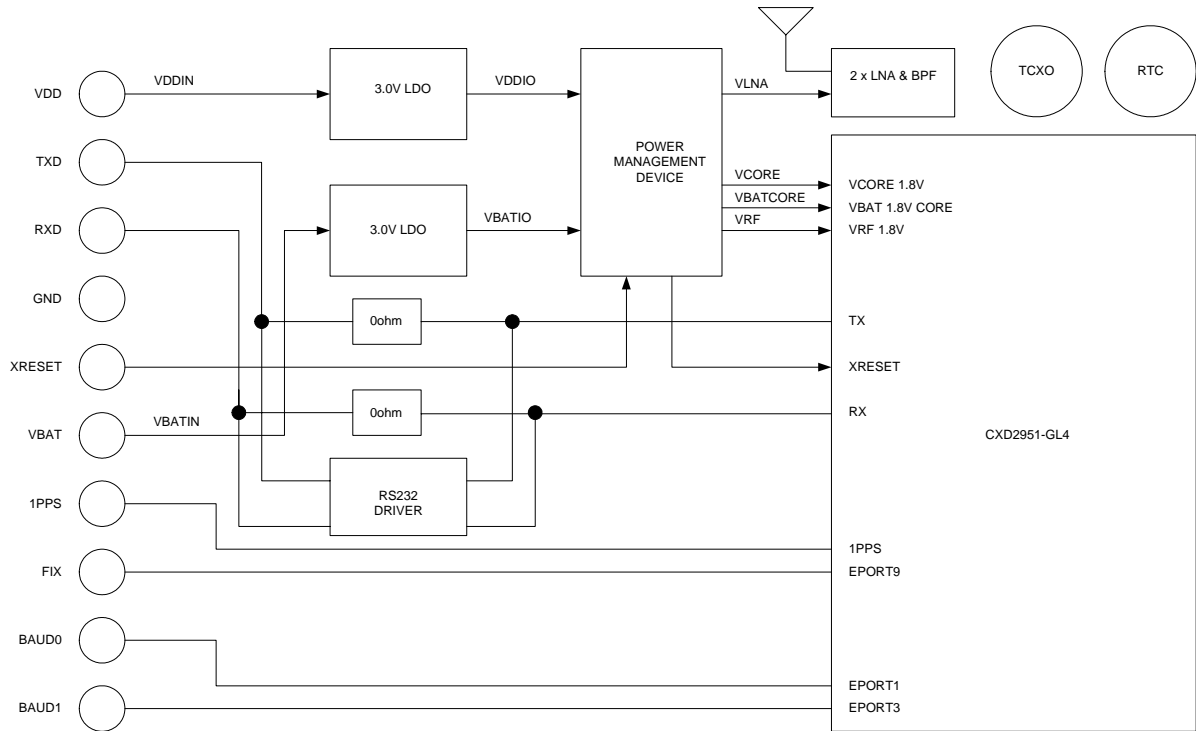 VDD
VDDIN
3.0V LDO
VDDIO
POWER
MANAGEMENT
DEVICE
VLNA
2 x LNA & BPF
TCXO
RTC
TXD
RXD
3.0V LDO
VBATIO
VCORE
VBATCORE
VRF
VCORE 1.8V
VBAT 1.8V CORE
VRF 1.8V
GND
0ohm
TX
XRESET
XRESET
0ohm
RX
VBAT
VBATIN
CXD2951-GL4
RS232
DRIVER
1PPS
1PPS
FIX
EPORT9
BAUD0
EPORT1
BAUD1
EPORT3